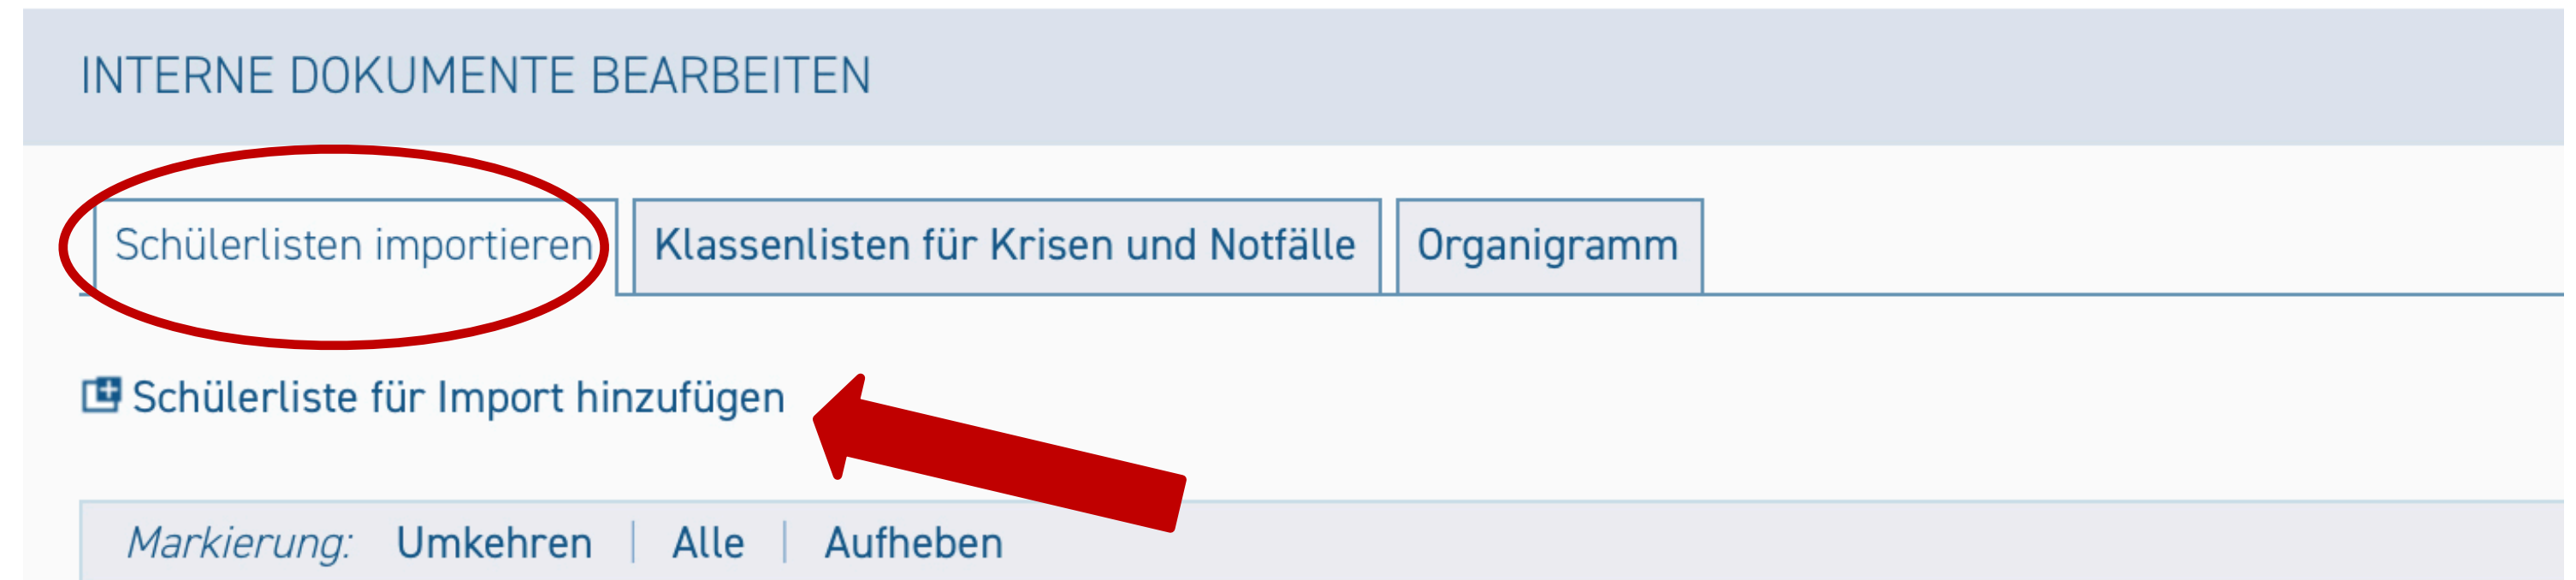 INTERNE DOKUMENTE BEARBEITEN
Schülerlisten importieren Klassenlisten für Krisen und Notfälle Organigramm
Schülerliste für Import hinzufügen
Markierung: Umkehren | Alle | Aufheben